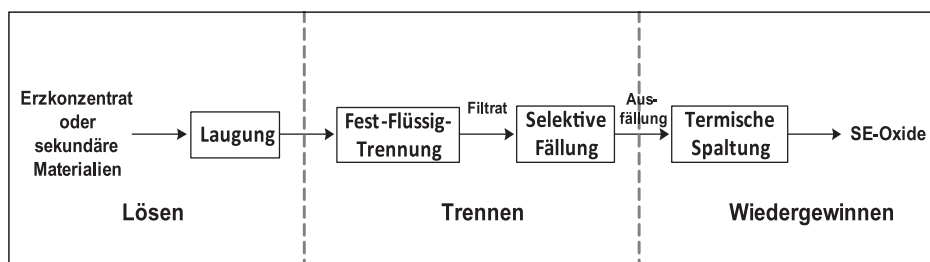 Erzkonzentrat
oder
sekundäre
Materialien
Laugung
Fest-Flüssig-
Trennung
Filtrat
Selektive
Fällung
Aus-
fällung
Termische
Spaltung
SE-Oxide
Lösen
Trennen
Wiedergewinnen